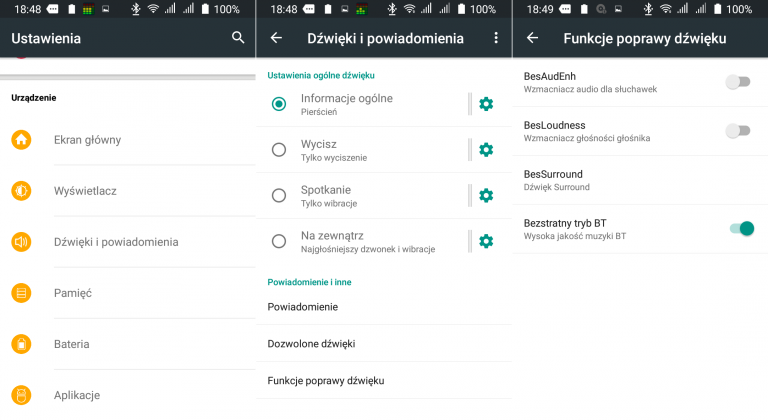 18:48
100%
Ustawienia
Urządzenie
Ekran główny
Wyświetlacz
Dźwięki i powiadomienia
Pamięć
Bateria
Aplikacje
18:48
100%
Dźwięki i powiadomienia
Ustawienia ogólne dźwięku
Informacje ogólne
Pierścień
Wycisz
Tylko wyciszenie
Spotkanie
Tylko wibracje
Na zewnątrz
Najgłośniejszy dzwonek i wibracje
Powiadomienie i inne
Powiadomienie
Dozwolone dźwięki
Funkcje poprawy dźwięku
18:49
100%
Funkcje poprawy dźwięku
BesAudEnh
Wzmacniacz audio dla słuchawek
BesLoudness
Wzmacniacz głośności głośnika
BesSurround
Dźwięk Surround
Bezstratny tryb BT
Wysoka jakość muzyki BT